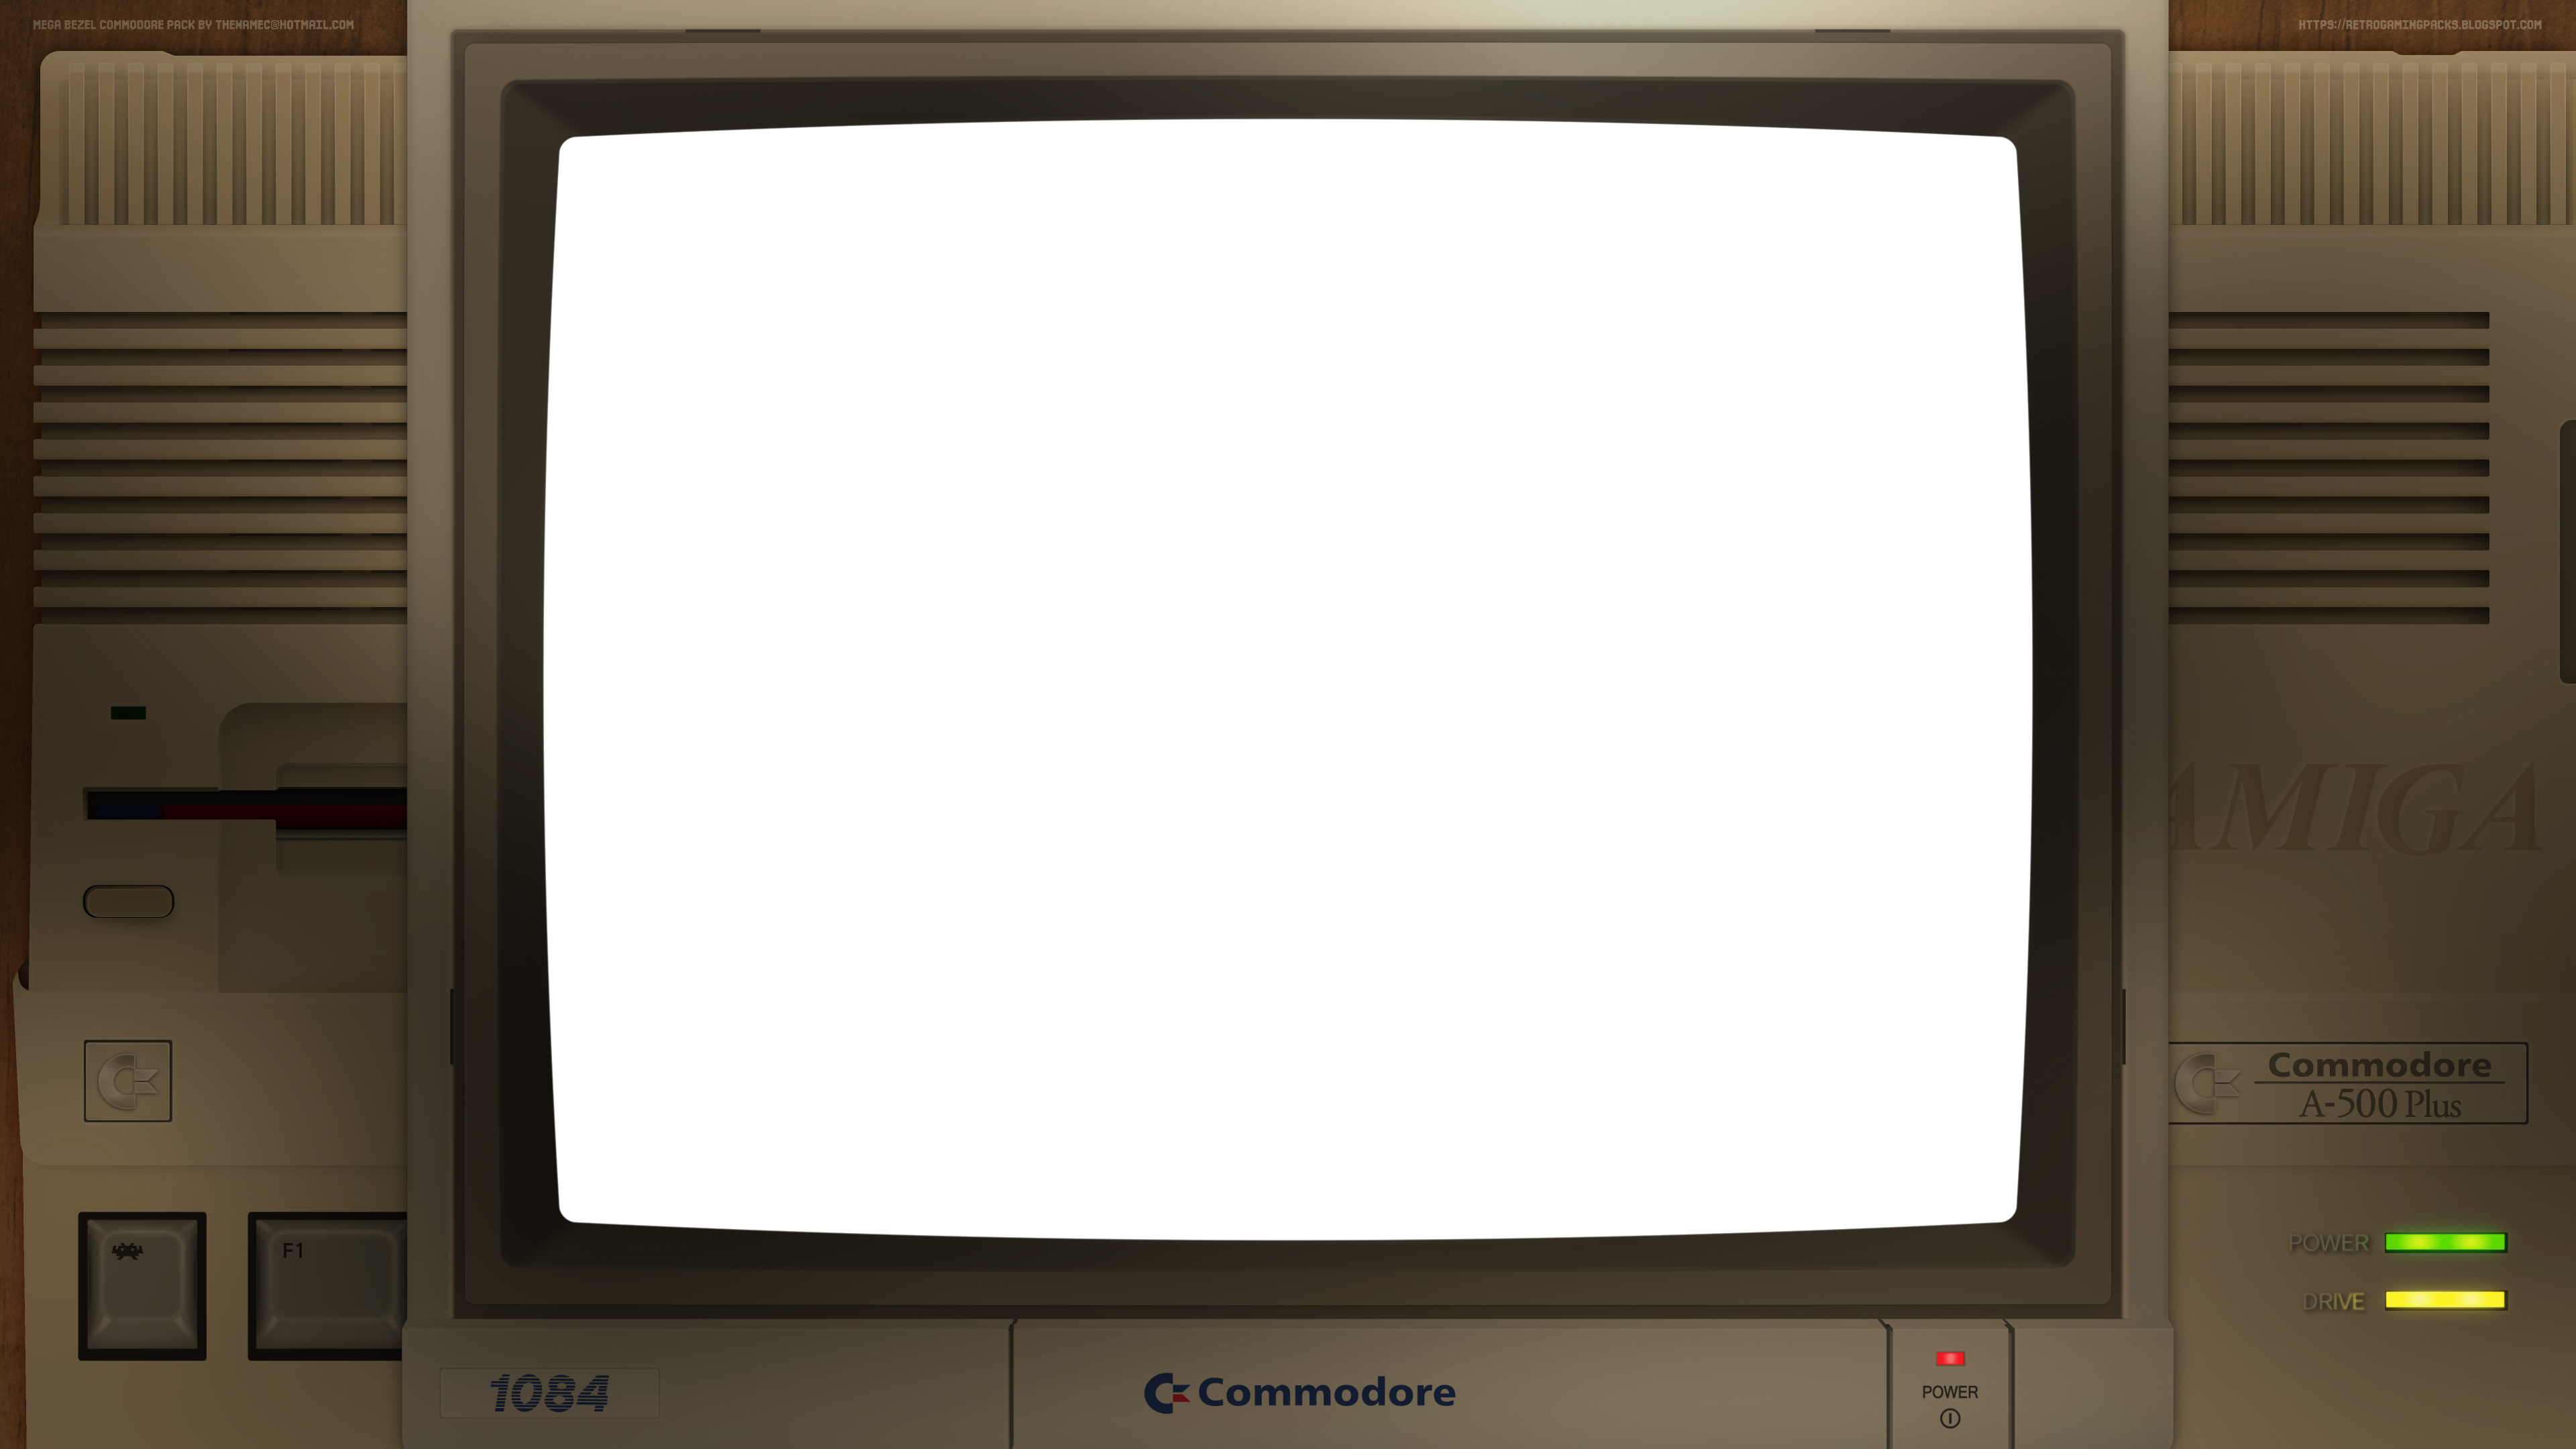 MEGA BEZEL COMMODORE PACK BY THENAMEC@HOTMAIL.COM
HTTPS://RETROGAMINGPACKS.BLOGSPOT.COM
AMIGA
Commodore
A-500 Plus
F1
POWER
DRIVE
1084
Commodore
POWER